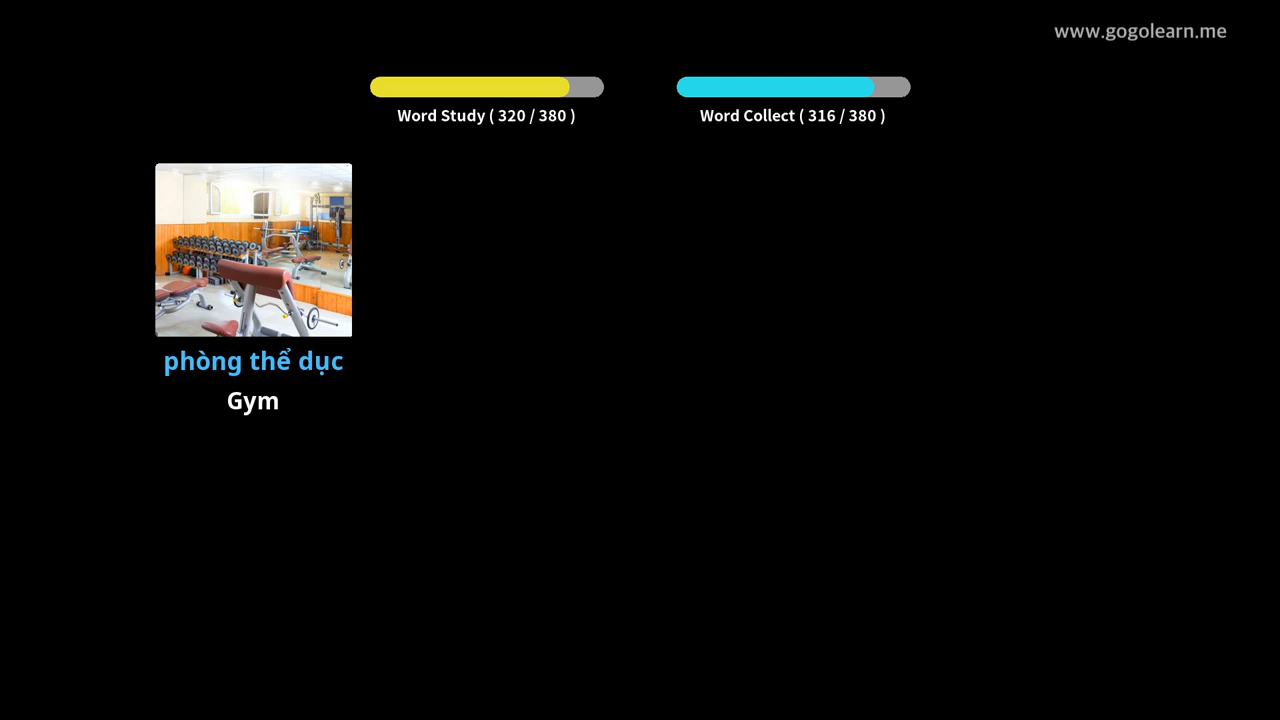 www.gogolearn.me
Word Study ( 320 / 380 )
Word Collect ( 316 / 380 )
phòng thể dục
Gym